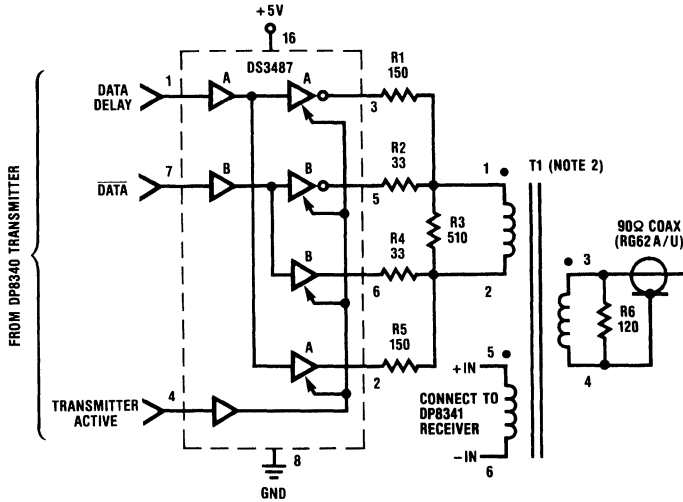 +5V
16
DS3487
1
A
A
R1
150
DATA
DELAY
3
R2
33
T1 (NOTE 2)
7
B
B
1
DATA
5
90Ω COAX
(RG62A/U)
R3
510
R4
33
3
B
6
2
R6
120
FROM DP8340 TRANSMITTER
A
R5
150
5
2
+IN
4
4
CONNECT TO
DP8341
RECEIVER
TRANSMITTER
ACTIVE
-IN
8
6
GND